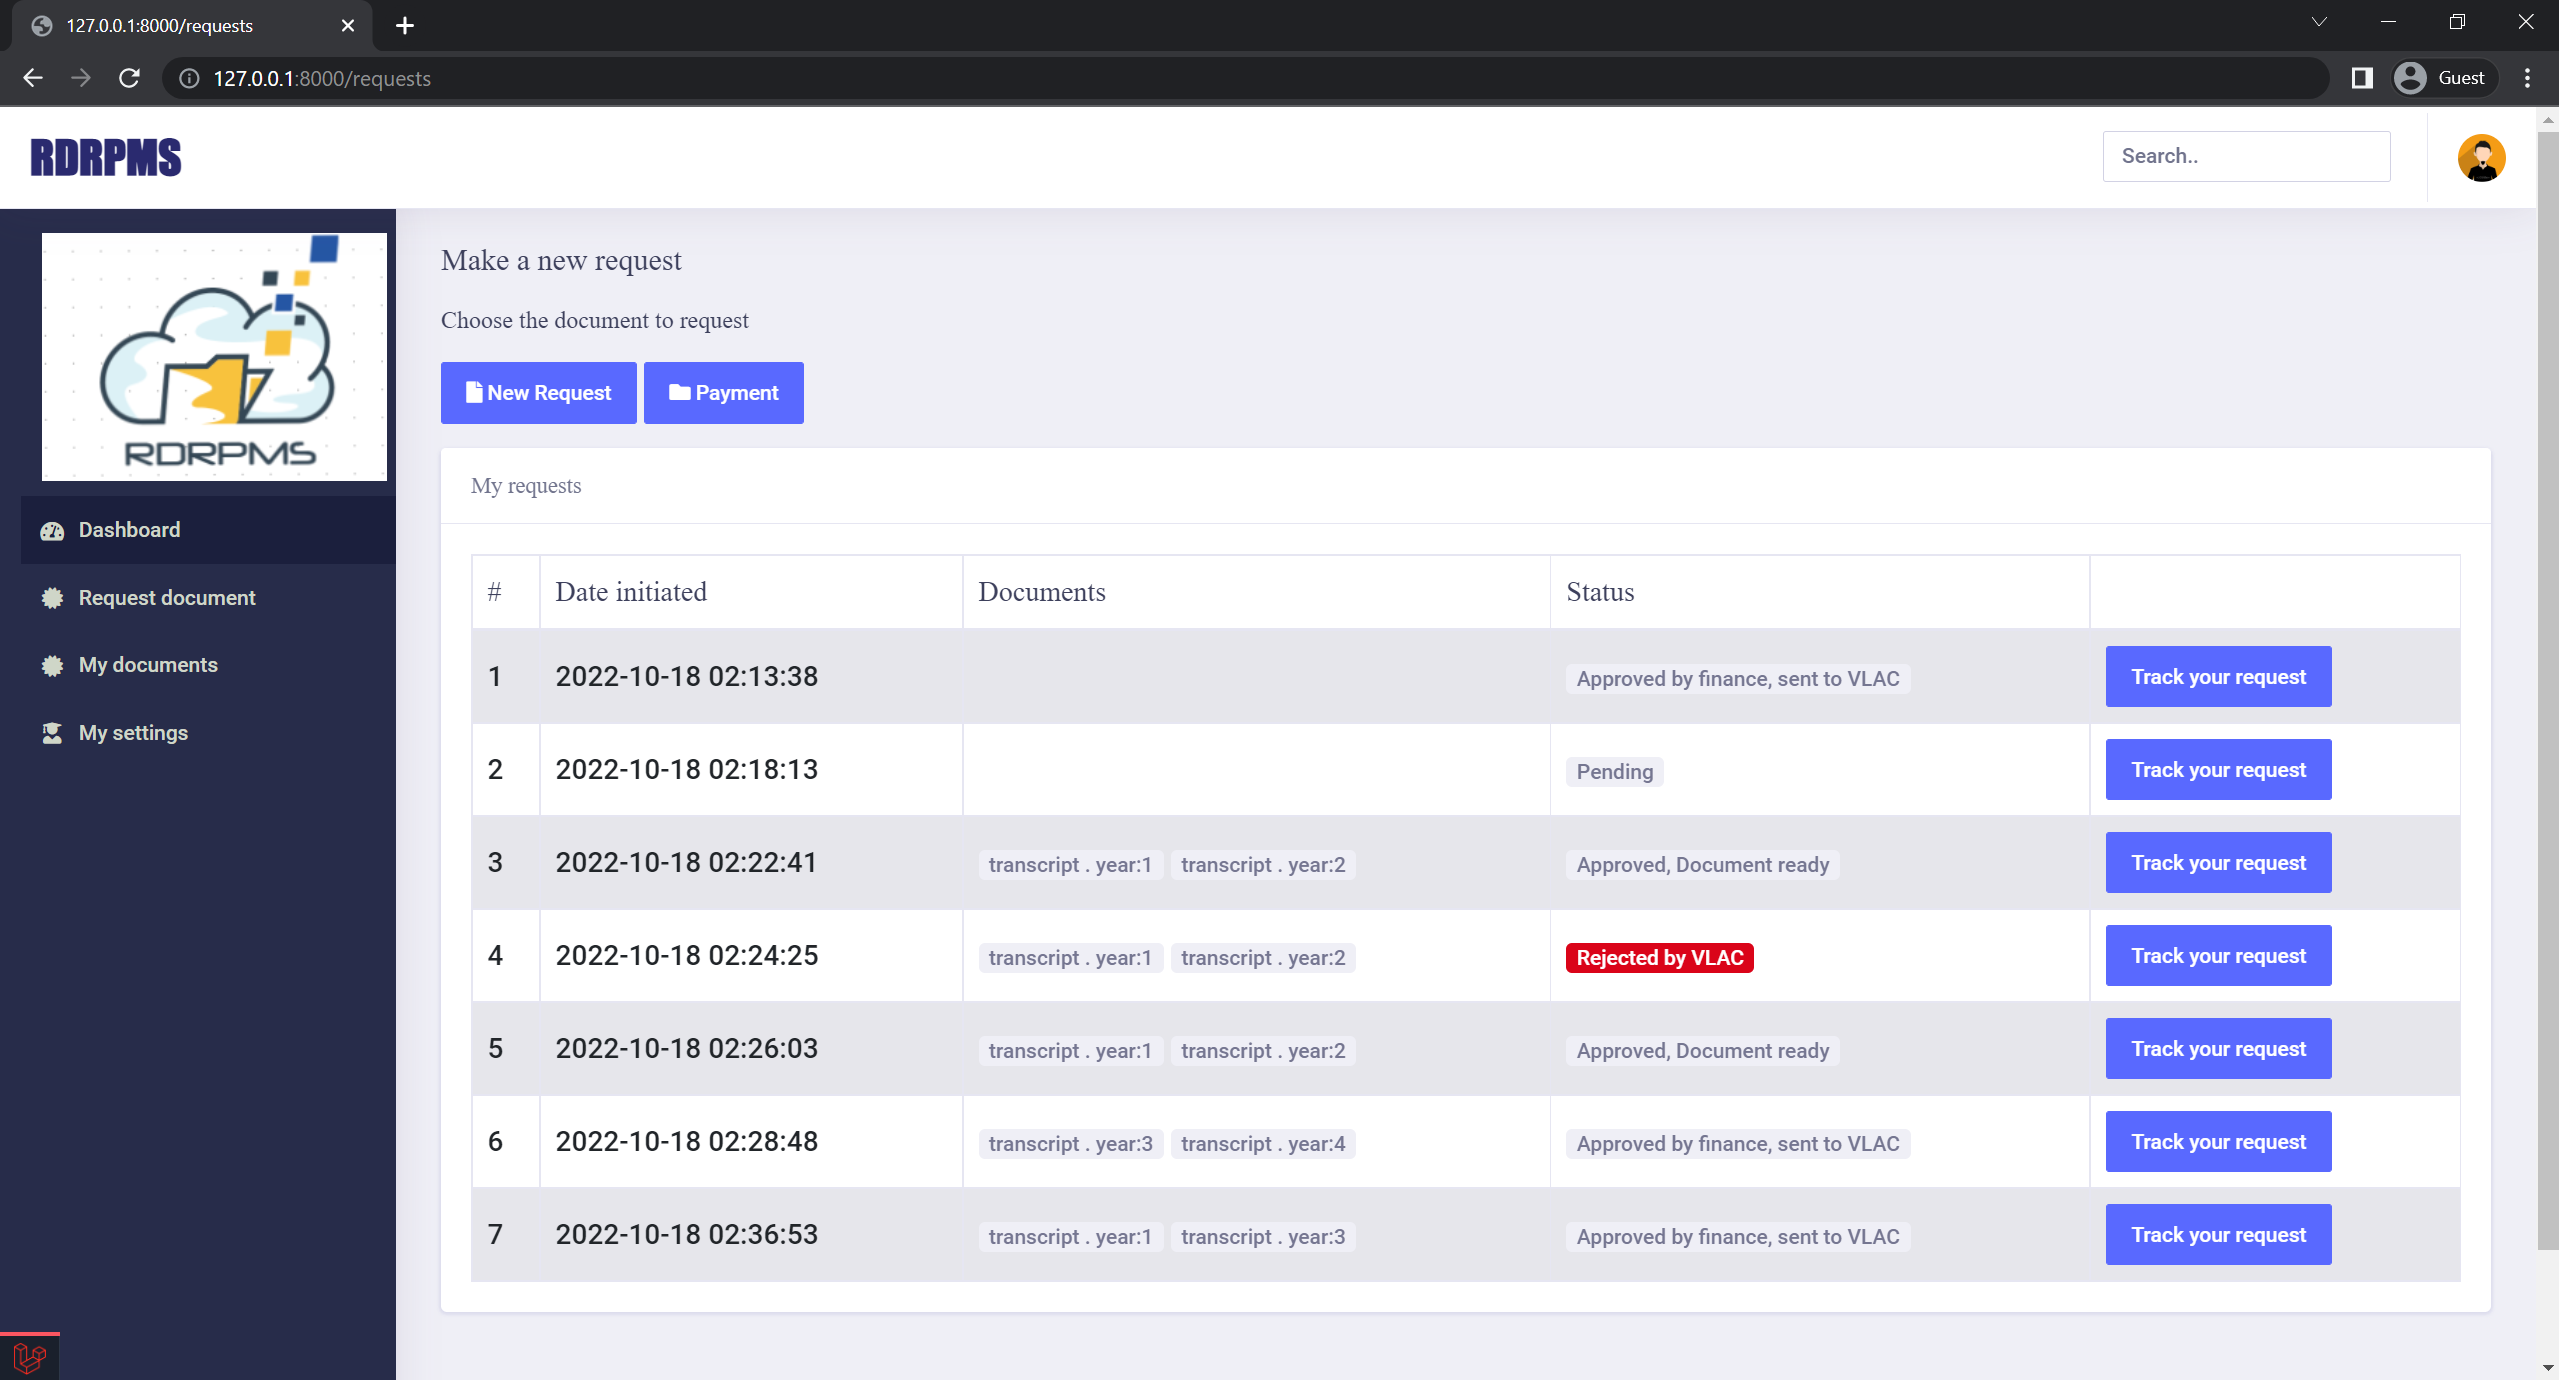 127.0.0.1:8000/requests
127.0.0.1:8000/requests
Guest
RDRPMS
Search..
RDRPMS
Dashboard
Request document
My documents
My settings
Make a new request
Choose the document to request
New Request Payment
My requests
# Date initiated Documents Status
1 2022-10-18 02:13:38 Approved by finance, sent to VLAC Track your request
2 2022-10-18 02:18:13 Pending Track your request
3 2022-10-18 02:22:41 transcript . year:1 transcript . year:2 Approved, Document ready Track your request
4 2022-10-18 02:24:25 transcript . year:1 transcript . year:2 Rejected by VLAC Track your request
5 2022-10-18 02:26:03 transcript . year:1 transcript . year:2 Approved, Document ready Track your request
6 2022-10-18 02:28:48 transcript . year:3 transcript . year:4 Approved by finance, sent to VLAC Track your request
7 2022-10-18 02:36:53 transcript . year:1 transcript . year:3 Approved by finance, sent to VLAC Track your request